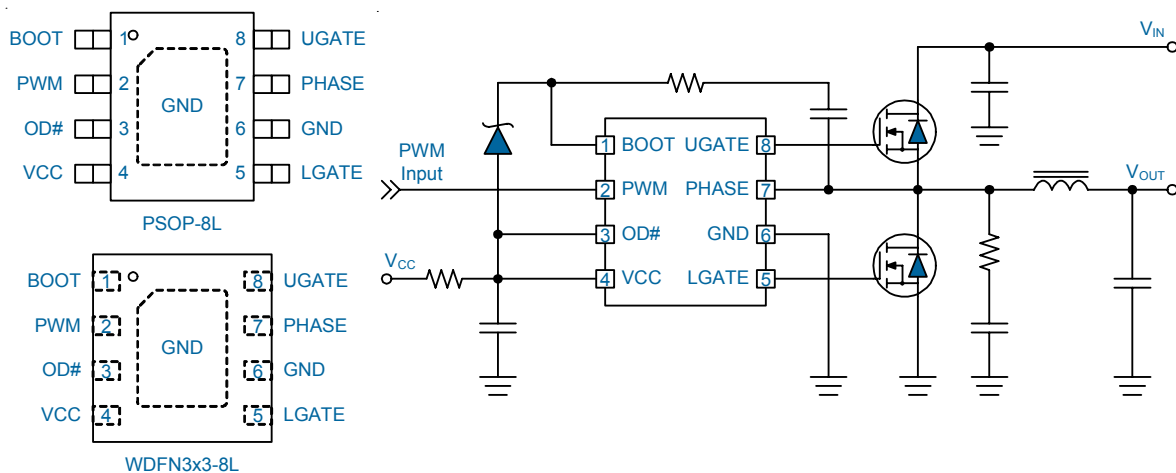 BOOT 1 8 UGATE
PWM 2 7 PHASE
GND
OD# 3 6 GND
VCC 4 5 LGATE
PSOP-8L
BOOT 1 8 UGATE
PWM 2 7 PHASE
GND
OD# 3 6 GND
VCC 4 5 LGATE
WDFN3x3-8L
VIN
PWM
Input
1 BOOT UGATE 8
2 PWM PHASE 7
3 OD# GND 6
4 VCC LGATE 5
VCC
VOUT